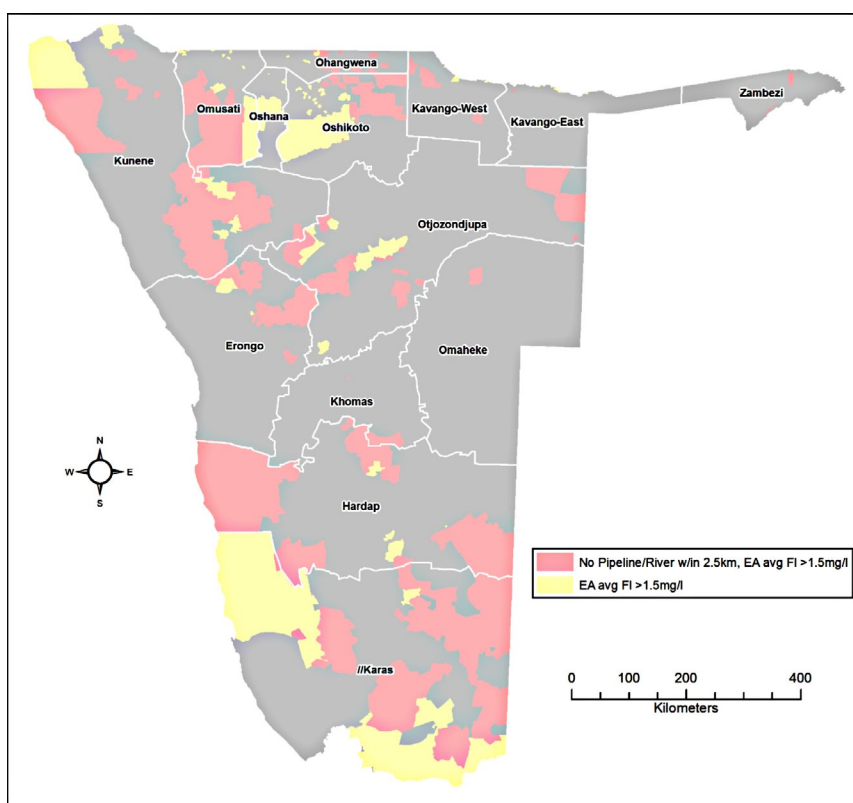 Ohangwena
Zambezi
Omusati
Oshana
Kavango-West
Oshikoto
Kavango-East
Kunene
Otjozondjupa
Erongo
Omaheke
Khomas
N
W E
S
Hardap
No Pipeline/River w/in 2.5km, EA avg Fl >1.5mg/l
EA avg Fl >1.5mg/l
//Karas
0 100 200 400
Kilometers